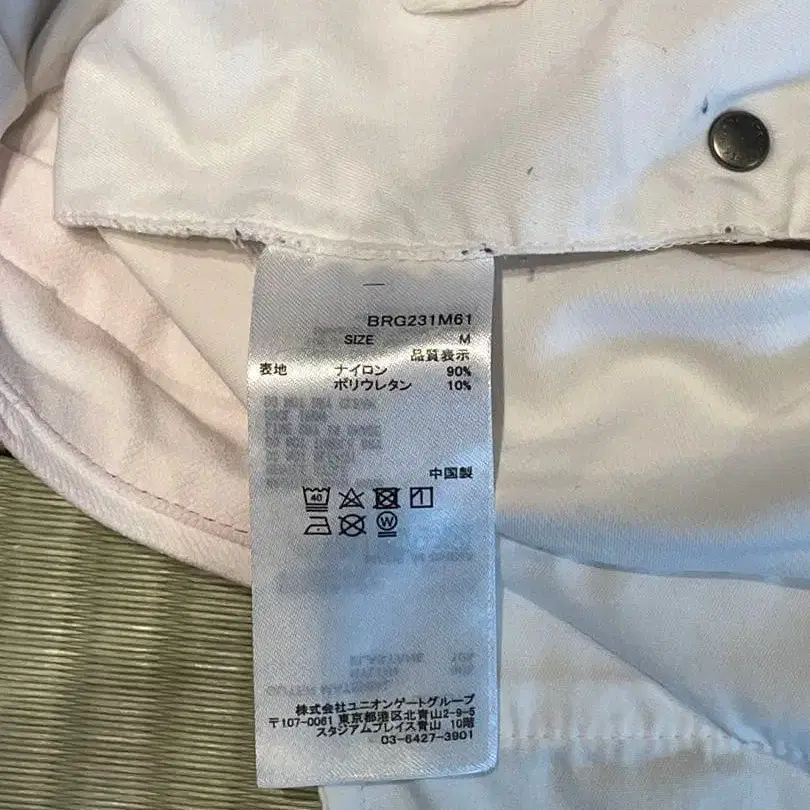 BRG231M61
SIZE M
品質表示
表地 ナイロン 90%
ポリウレタン 10%
中国製
40
W
株式会社ユニオンゲートグループ
〒107-0061 東京都港区北青山2-9-5
スタジアムプレイス青山 10階
03-6427-3901